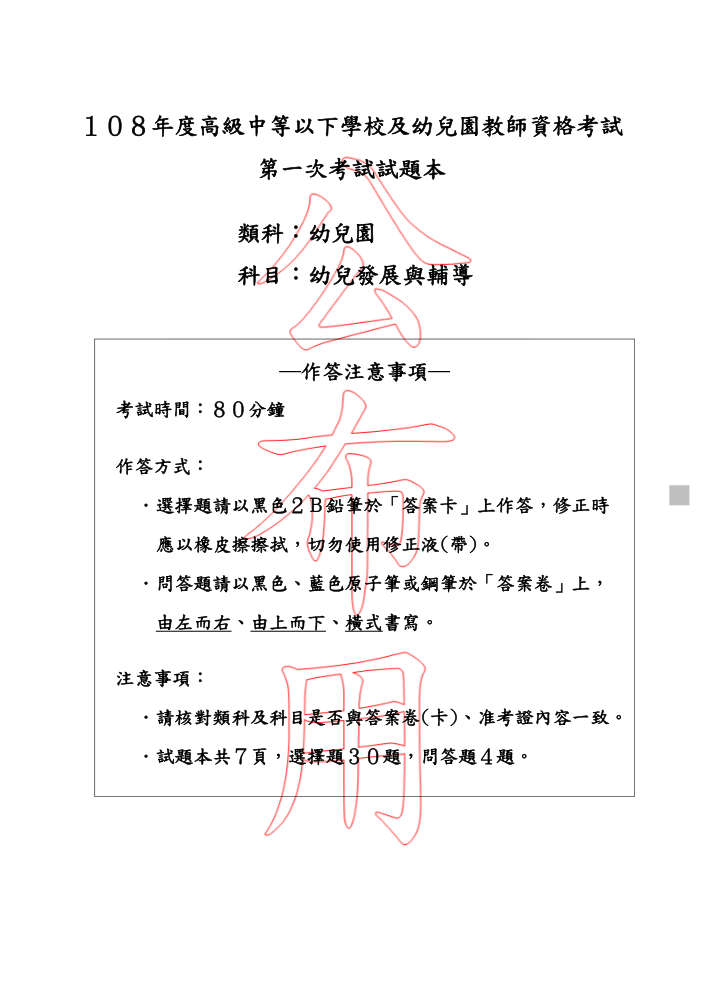 １０８年度高級中等以下學校及幼兒園教師資格考試
第一次考試試題本
類科：幼兒園
科目：幼兒發展與輔導
—作答注意事項—
考試時間：８０分鐘
作答方式：
．選擇題請以黑色２Ｂ鉛筆於「答案卡」上作答，修正時
應以橡皮擦擦拭，切勿使用修正液(帶)。
．問答題請以黑色、藍色原子筆或鋼筆於「答案卷」上，
由左而右、由上而下、橫式書寫。
注意事項：
．請核對類科及科目是否與答案卷(卡)、准考證內容一致。
．試題本共７頁，選擇題３０題，問答題４題。
公布用